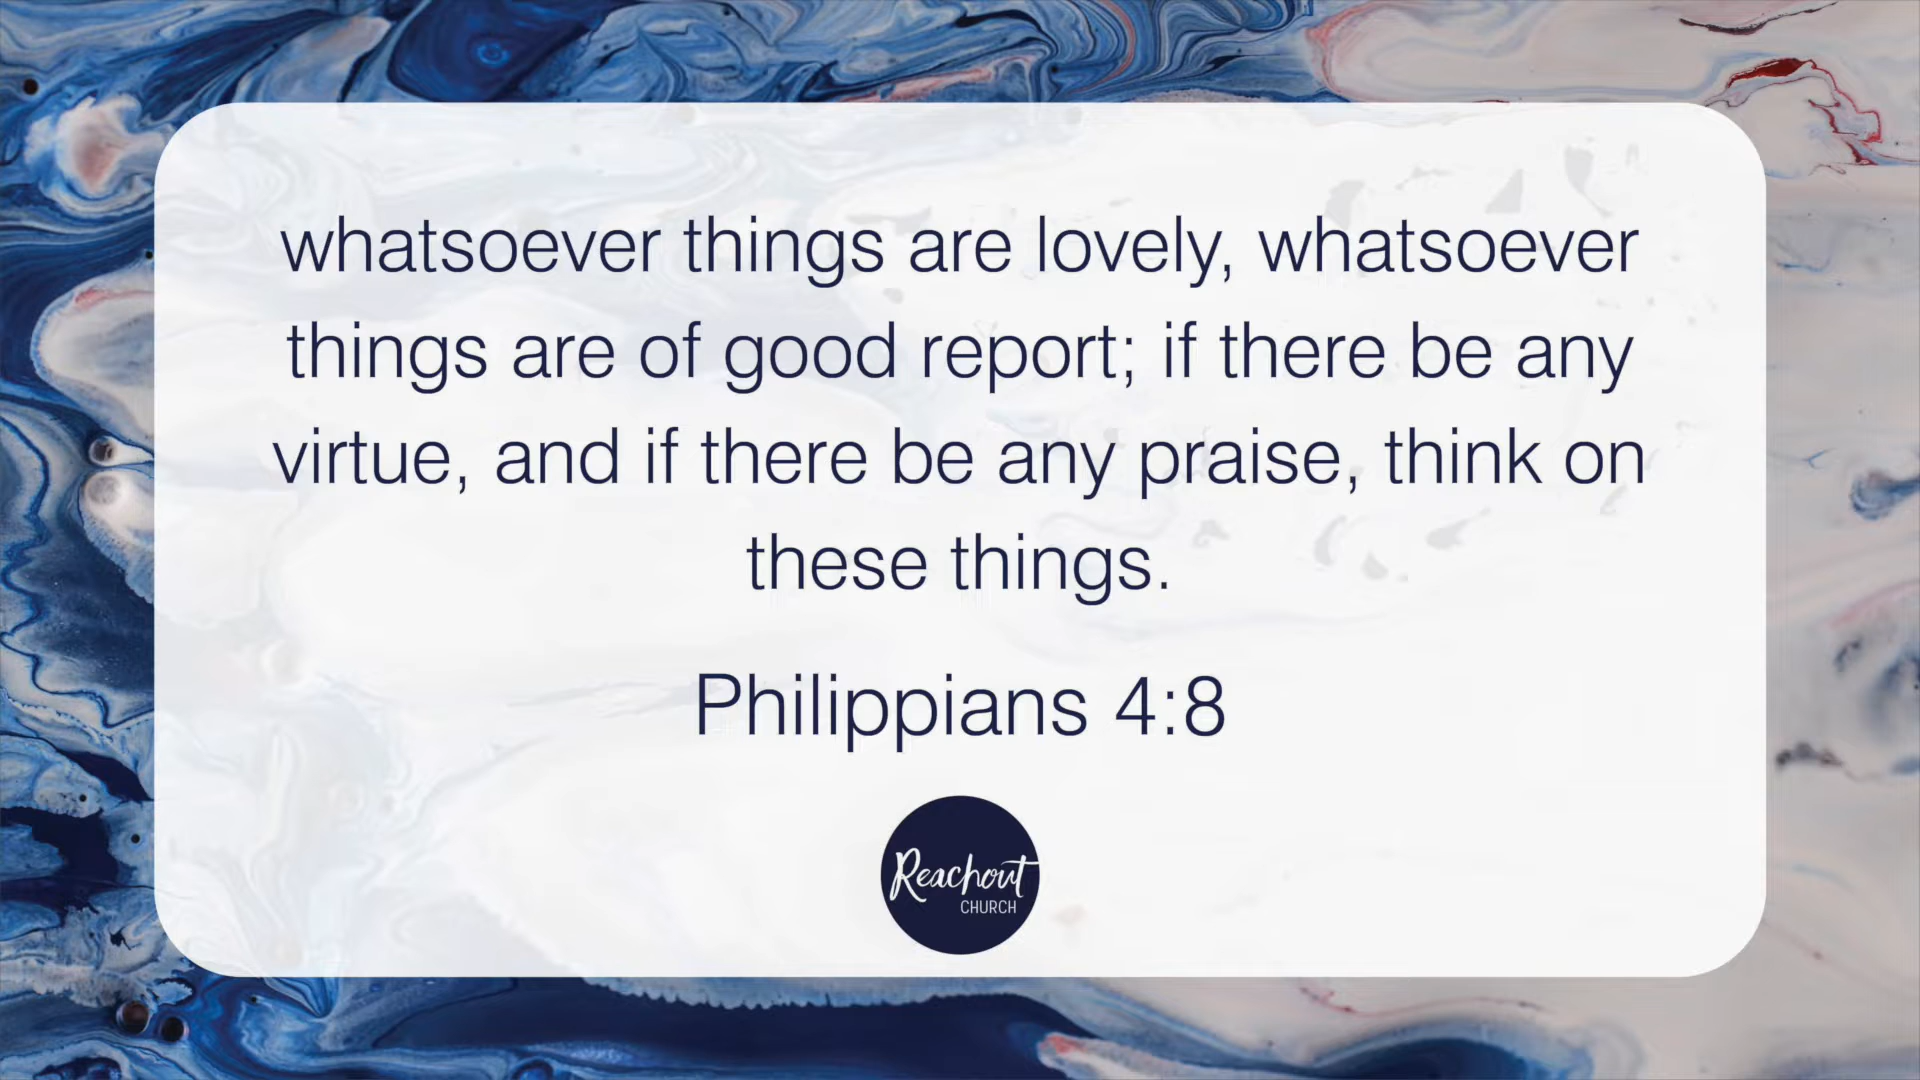 whatsoever things are lovely, whatsoever
things are of good report; if there be any
virtue, and if there be any praise, think on
these things.
Philippians 4:8
Reachout
CHURCH